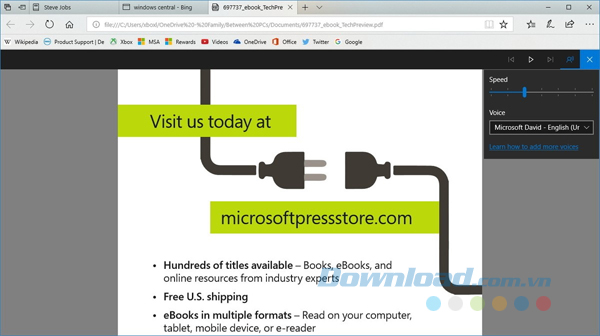 Steve Jobs
windows central - Bing
697737_ebook_TechPre
file:///C:/Users/xbox/OneDrive%20-%20Family/Between%20PCs/Documents/697737_ebook_TechPreview.pdf
Wikipedia Product Support | De MSA Rewards OneDrive Office Twitter Google
Speed
Voice
Microsoft David - English (Un
Learn how to add more voices
Visit us today at
microsoftpressstore.com
• Hundreds of titles available – Books, eBooks, and
online resources from industry experts
• Free U.S. shipping
• eBooks in multiple formats – Read on your computer,
tablet, mobile device, or e-reader
Download.com.vn